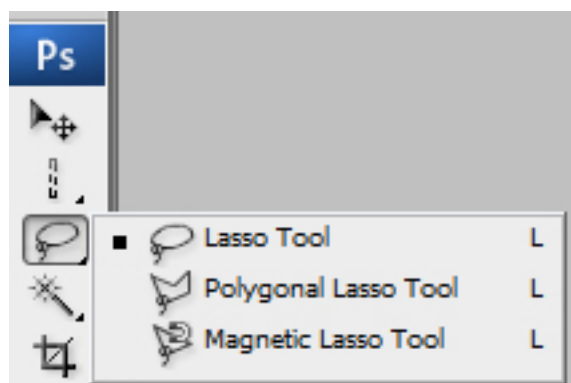 Ps
Lasso Tool L
Polygonal Lasso Tool L
Magnetic Lasso Tool L